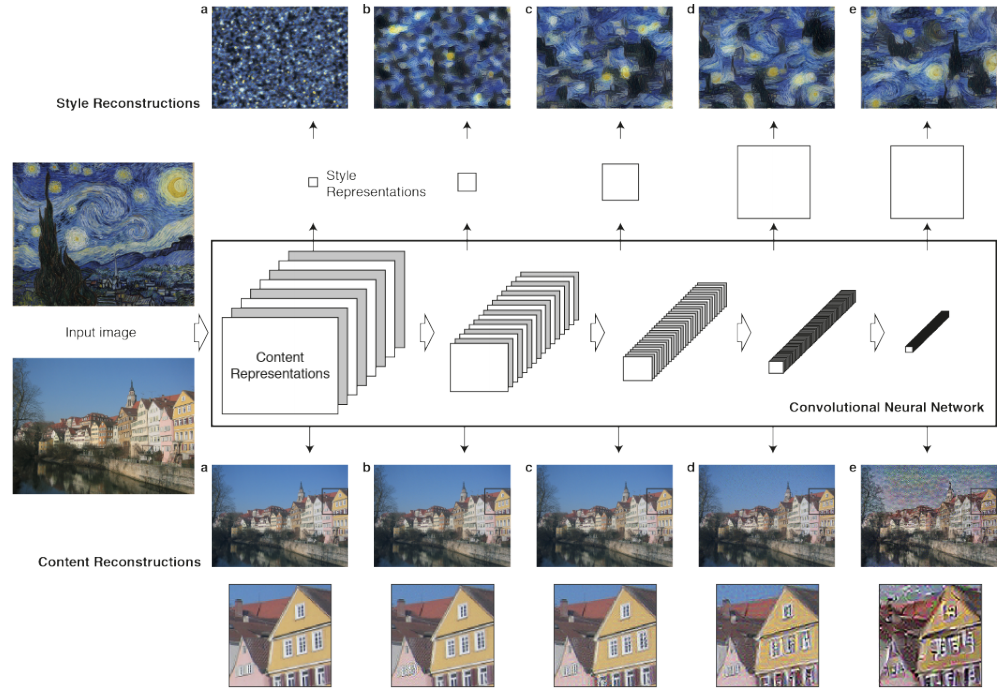 a
b
c
d
e
Style Reconstructions
Style
Representations
Input image
Content
Representations
Convolutional Neural Network
a
b
c
d
e
Content Reconstructions